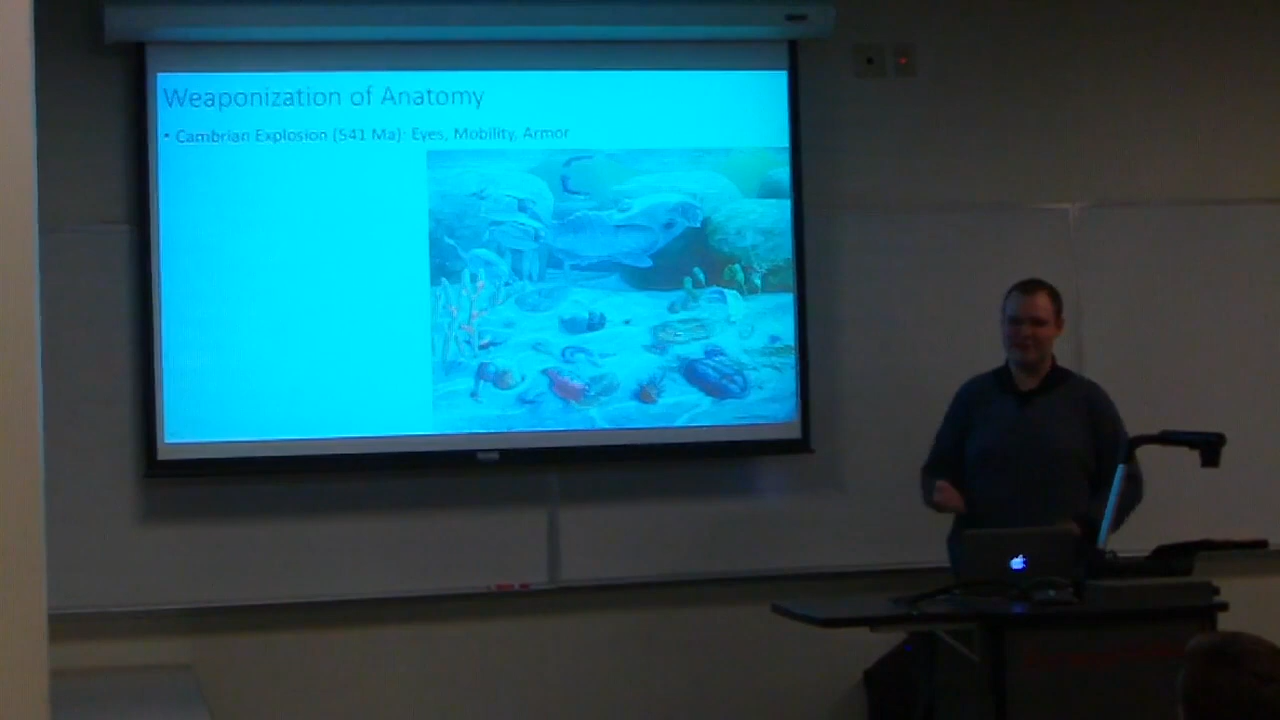 Weaponization of Anatomy
• Cambrian Explosion (541 Ma): Eyes, Mobility, Armor